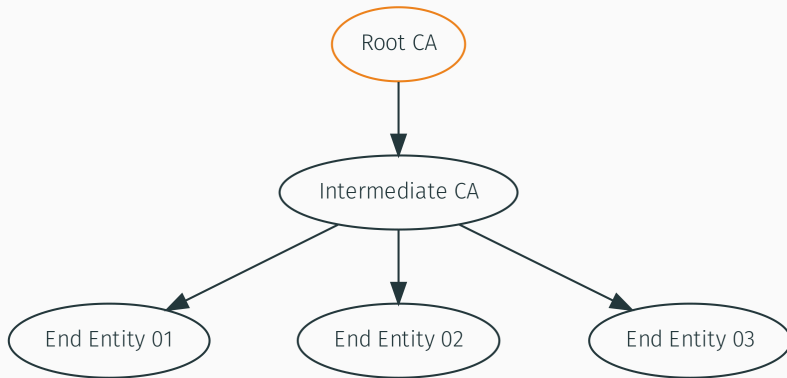 Root CA
Intermediate CA
End Entity 01
End Entity 02
End Entity 03